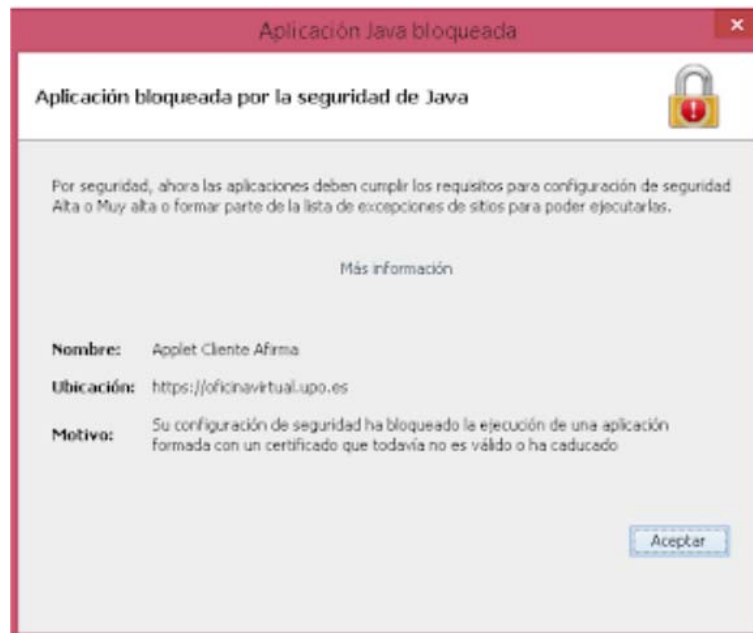 Aplicación Java bloqueada
Aplicación bloqueada por la seguridad de Java
Por seguridad, ahora las aplicaciones deben cumplir los requisitos para configuración de seguridad
Alta o Muy alta o formar parte de la lista de excepciones de sitios para poder ejecutarlas.
Más información
Nombre: Applet Cliente Afirma
Ubicación: https://oficinavirtual.upo.es
Motivo: Su configuración de seguridad ha bloqueado la ejecución de una aplicación
formada con un certificado que todavía no es válido o ha caducado
Aceptar